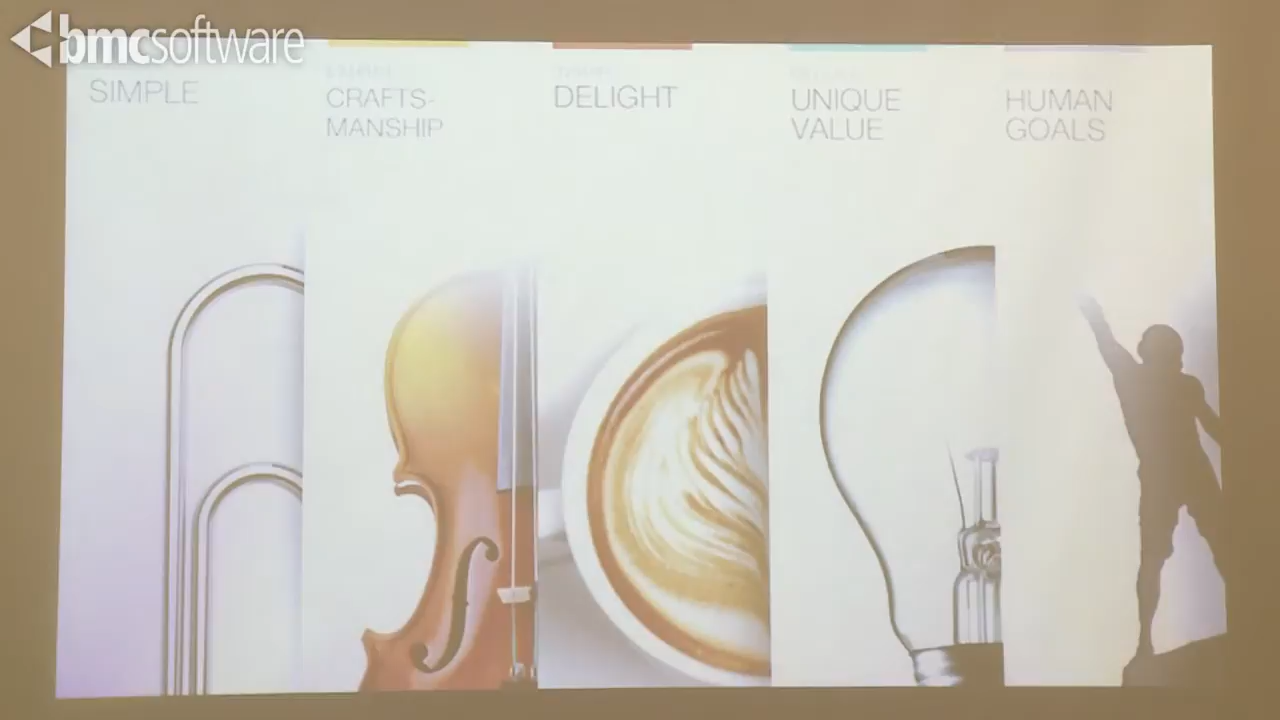 bmcsoftware
SIMPLE
CRAFTS-
MANSHIP
DELIGHT
UNIQUE
VALUE
HUMAN
GOALS